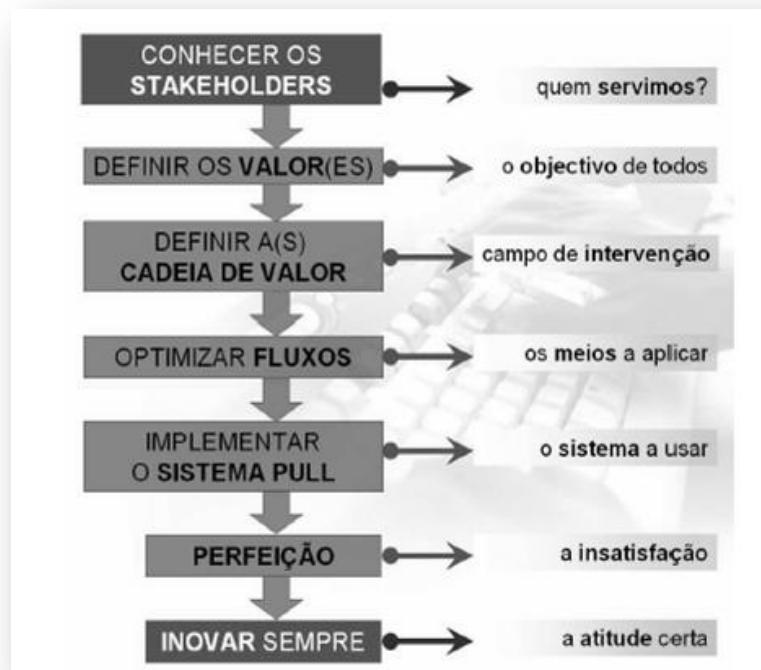 CONHECER OS
STAKEHOLDERS
quem servimos?
DEFINIR OS VALOR(ES)
o objectivo de todos
DEFINIR A(S)
CADEIA DE VALOR
campo de intervenção
OPTIMIZAR FLUXOS
os meios a aplicar
IMPLEMENTAR
O SISTEMA PULL
o sistema a usar
PERFEIÇÃO
a insatisfação
INOVAR SEMPRE
a atitude certa